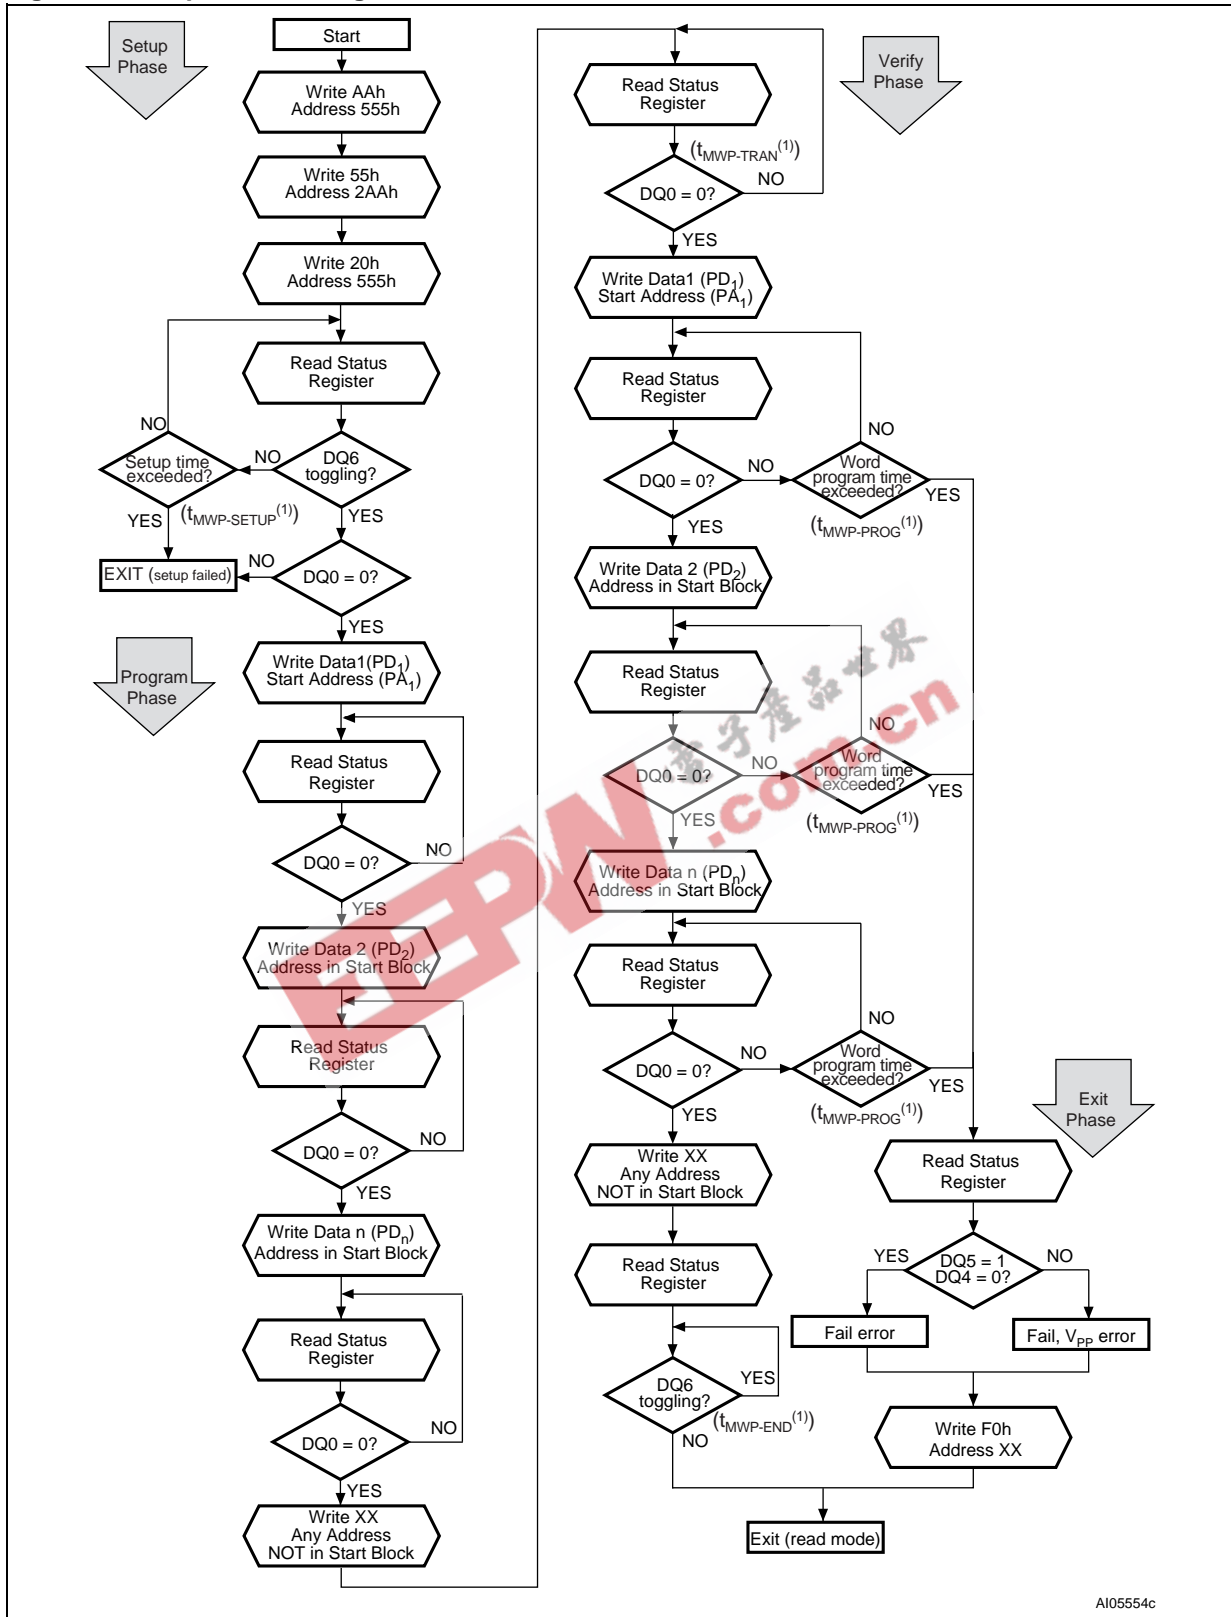 Setup
Phase
Start
Write AAh
Address 555h
Write 55h
Address 2AAh
Write 20h
Address 555h
Read Status
Register
NO
Setup time
exceeded?
NO
DQ6
toggling?
YES
(tMWP-SETUP(1))
YES
EXIT (setup failed)
NO
DQ0 = 0?
YES
Program
Phase
Write Data1(PD1)
Start Address (PA1)
Read Status
Register
DQ0 = 0?
NO
YES
Write Data 2 (PD2)
Address in Start Block
Read Status
Register
DQ0 = 0?
NO
YES
Write Data n (PDn)
Address in Start Block
Read Status
Register
DQ0 = 0?
NO
YES
Write XX
Any Address
NOT in Start Block
Verify
Phase
Read Status
Register
(tMWP-TRAN(1))
DQ0 = 0?
NO
YES
Write Data1 (PD1)
Start Address (PA1)
Read Status
Register
NO
DQ0 = 0?
NO
Word
program time
exceeded?
YES
(tMWP-PROG(1))
YES
Write Data 2 (PD2)
Address in Start Block
Read Status
Register
NO
DQ0 = 0?
NO
Word
program time
exceeded?
YES
(tMWP-PROG(1))
YES
Write Data n (PDn)
Address in Start Block
Read Status
Register
NO
DQ0 = 0?
NO
Word
program time
exceeded?
YES
(tMWP-PROG(1))
YES
Write XX
Any Address
NOT in Start Block
Read Status
Register
DQ6
toggling?
YES
(tMWP-END(1))
NO
Exit
Phase
Read Status
Register
YES
DQ5 = 1
DQ4 = 0?
NO
Fail error
Fail, VPP error
Write F0h
Address XX
Exit (read mode)
AI05554c
EEPW.com.cn
電子產品世界